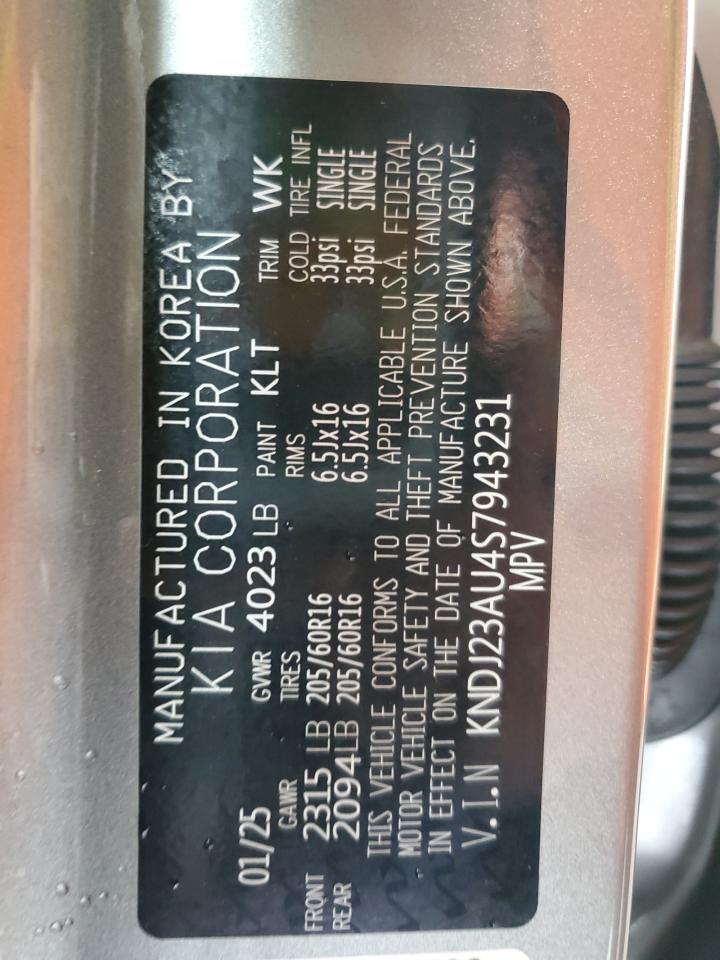 MANUFACTURED IN KOREA BY
KIA CORPORATION
01/25 GVWR 4023 LB PAINT KLT TRIM WK
GAWR TIRES RIMS COLD TIRE INFL
FRONT 2315 LB 205/60R16 6.5Jx16 33psi SINGLE
REAR 2094 LB 205/60R16 6.5Jx16 33psi SINGLE
THIS VEHICLE CONFORMS TO ALL APPLICABLE U.S.A. FEDERAL
MOTOR VEHICLE SAFETY AND THEFT PREVENTION STANDARDS
IN EFFECT ON THE DATE OF MANUFACTURE SHOWN ABOVE.
V.I.N KNDJ23AU4S7943231
MPV